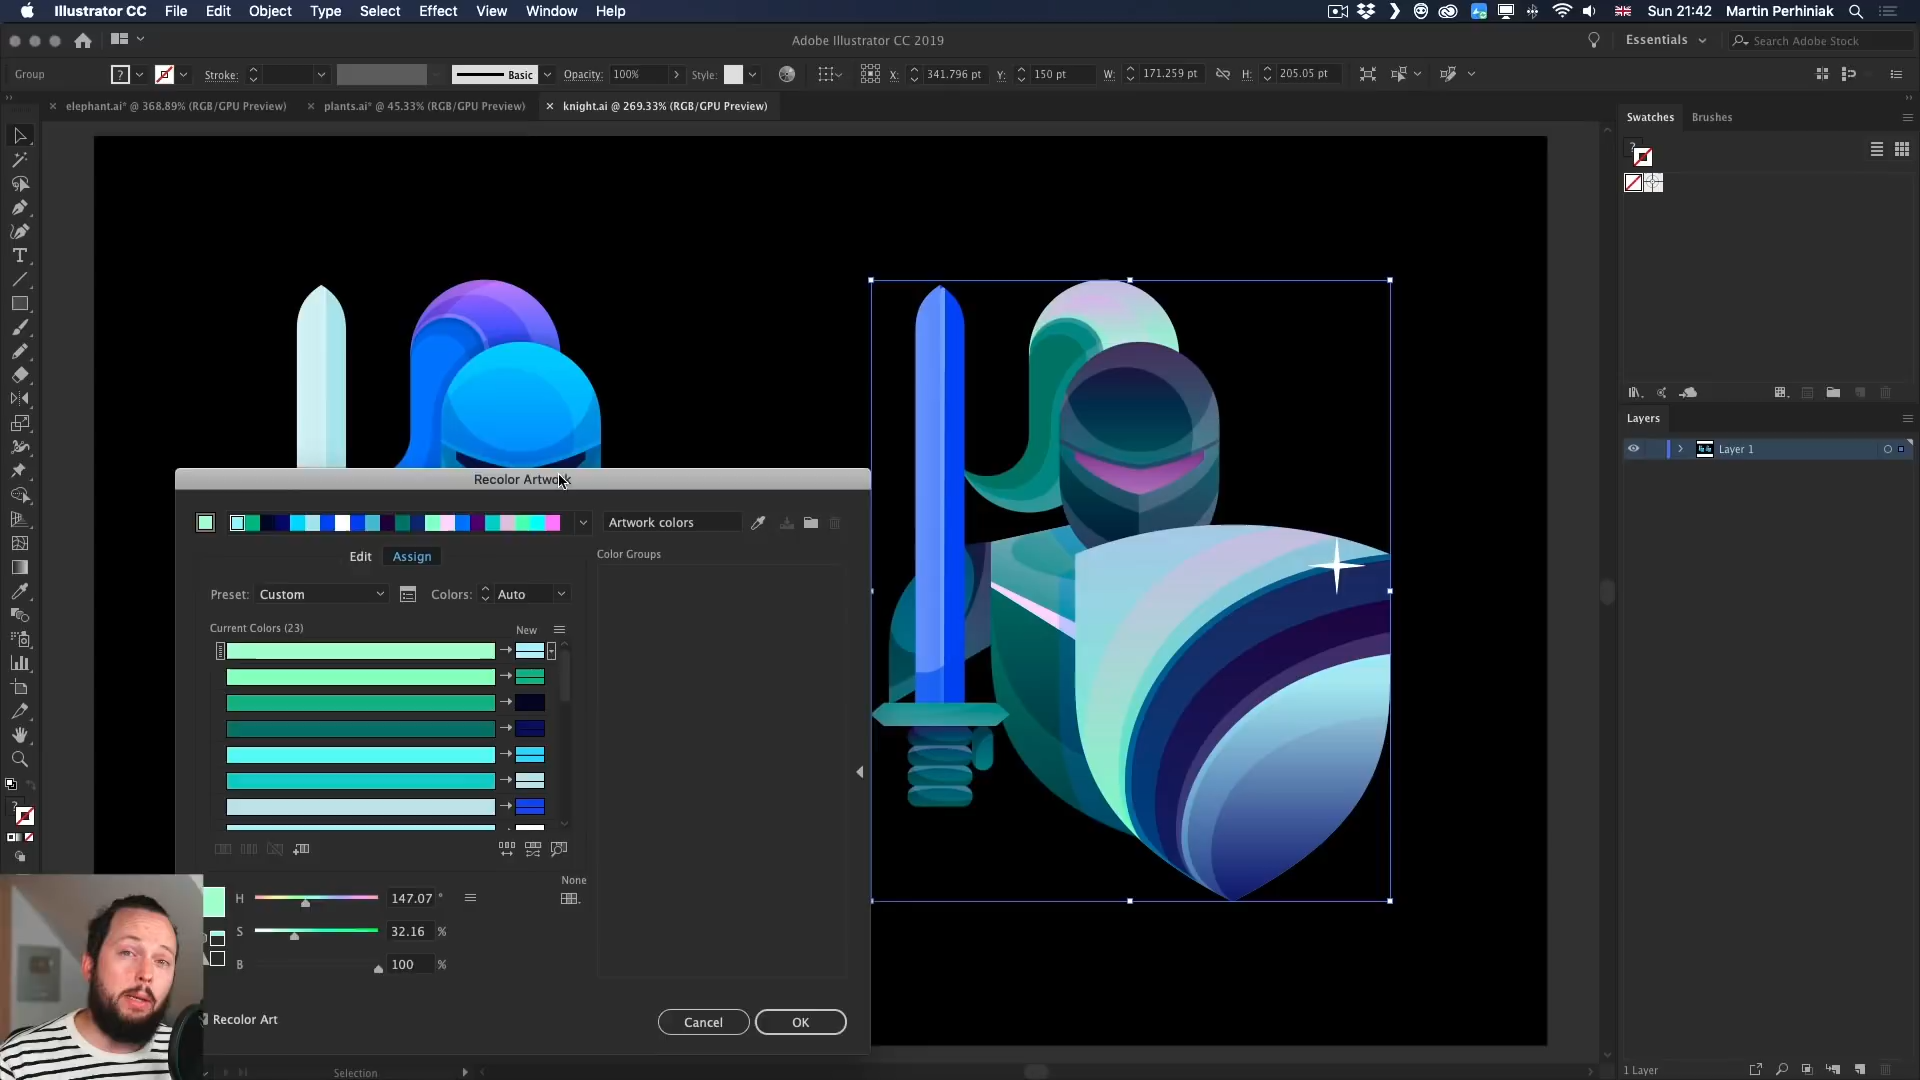 Illustrator CC File Edit Object Type Select Effect View Window Help Sun 21:42 Martin Perhiniak
Adobe Illustrator CC 2019 Essentials Search Adobe Stock
Group ? Stroke: Basic Opacity: 100% Style: X: 341.796 pt Y: 150 pt W: 171.259 pt H: 205.05 pt
elephant.ai* @ 368.89% (RGB/GPU Preview) plants.ai* @ 45.33% (RGB/GPU Preview) knight.ai @ 269.33% (RGB/GPU Preview)
Swatches Brushes
Layers
Layer 1
Recolor Artwork
Artwork colors
Edit Assign Color Groups
Preset: Custom Colors: Auto
Current Colors (23) New
None
H 147.07 °
S 32.16 %
B 100 %
Recolor Art Cancel OK
Selection
1 Layer